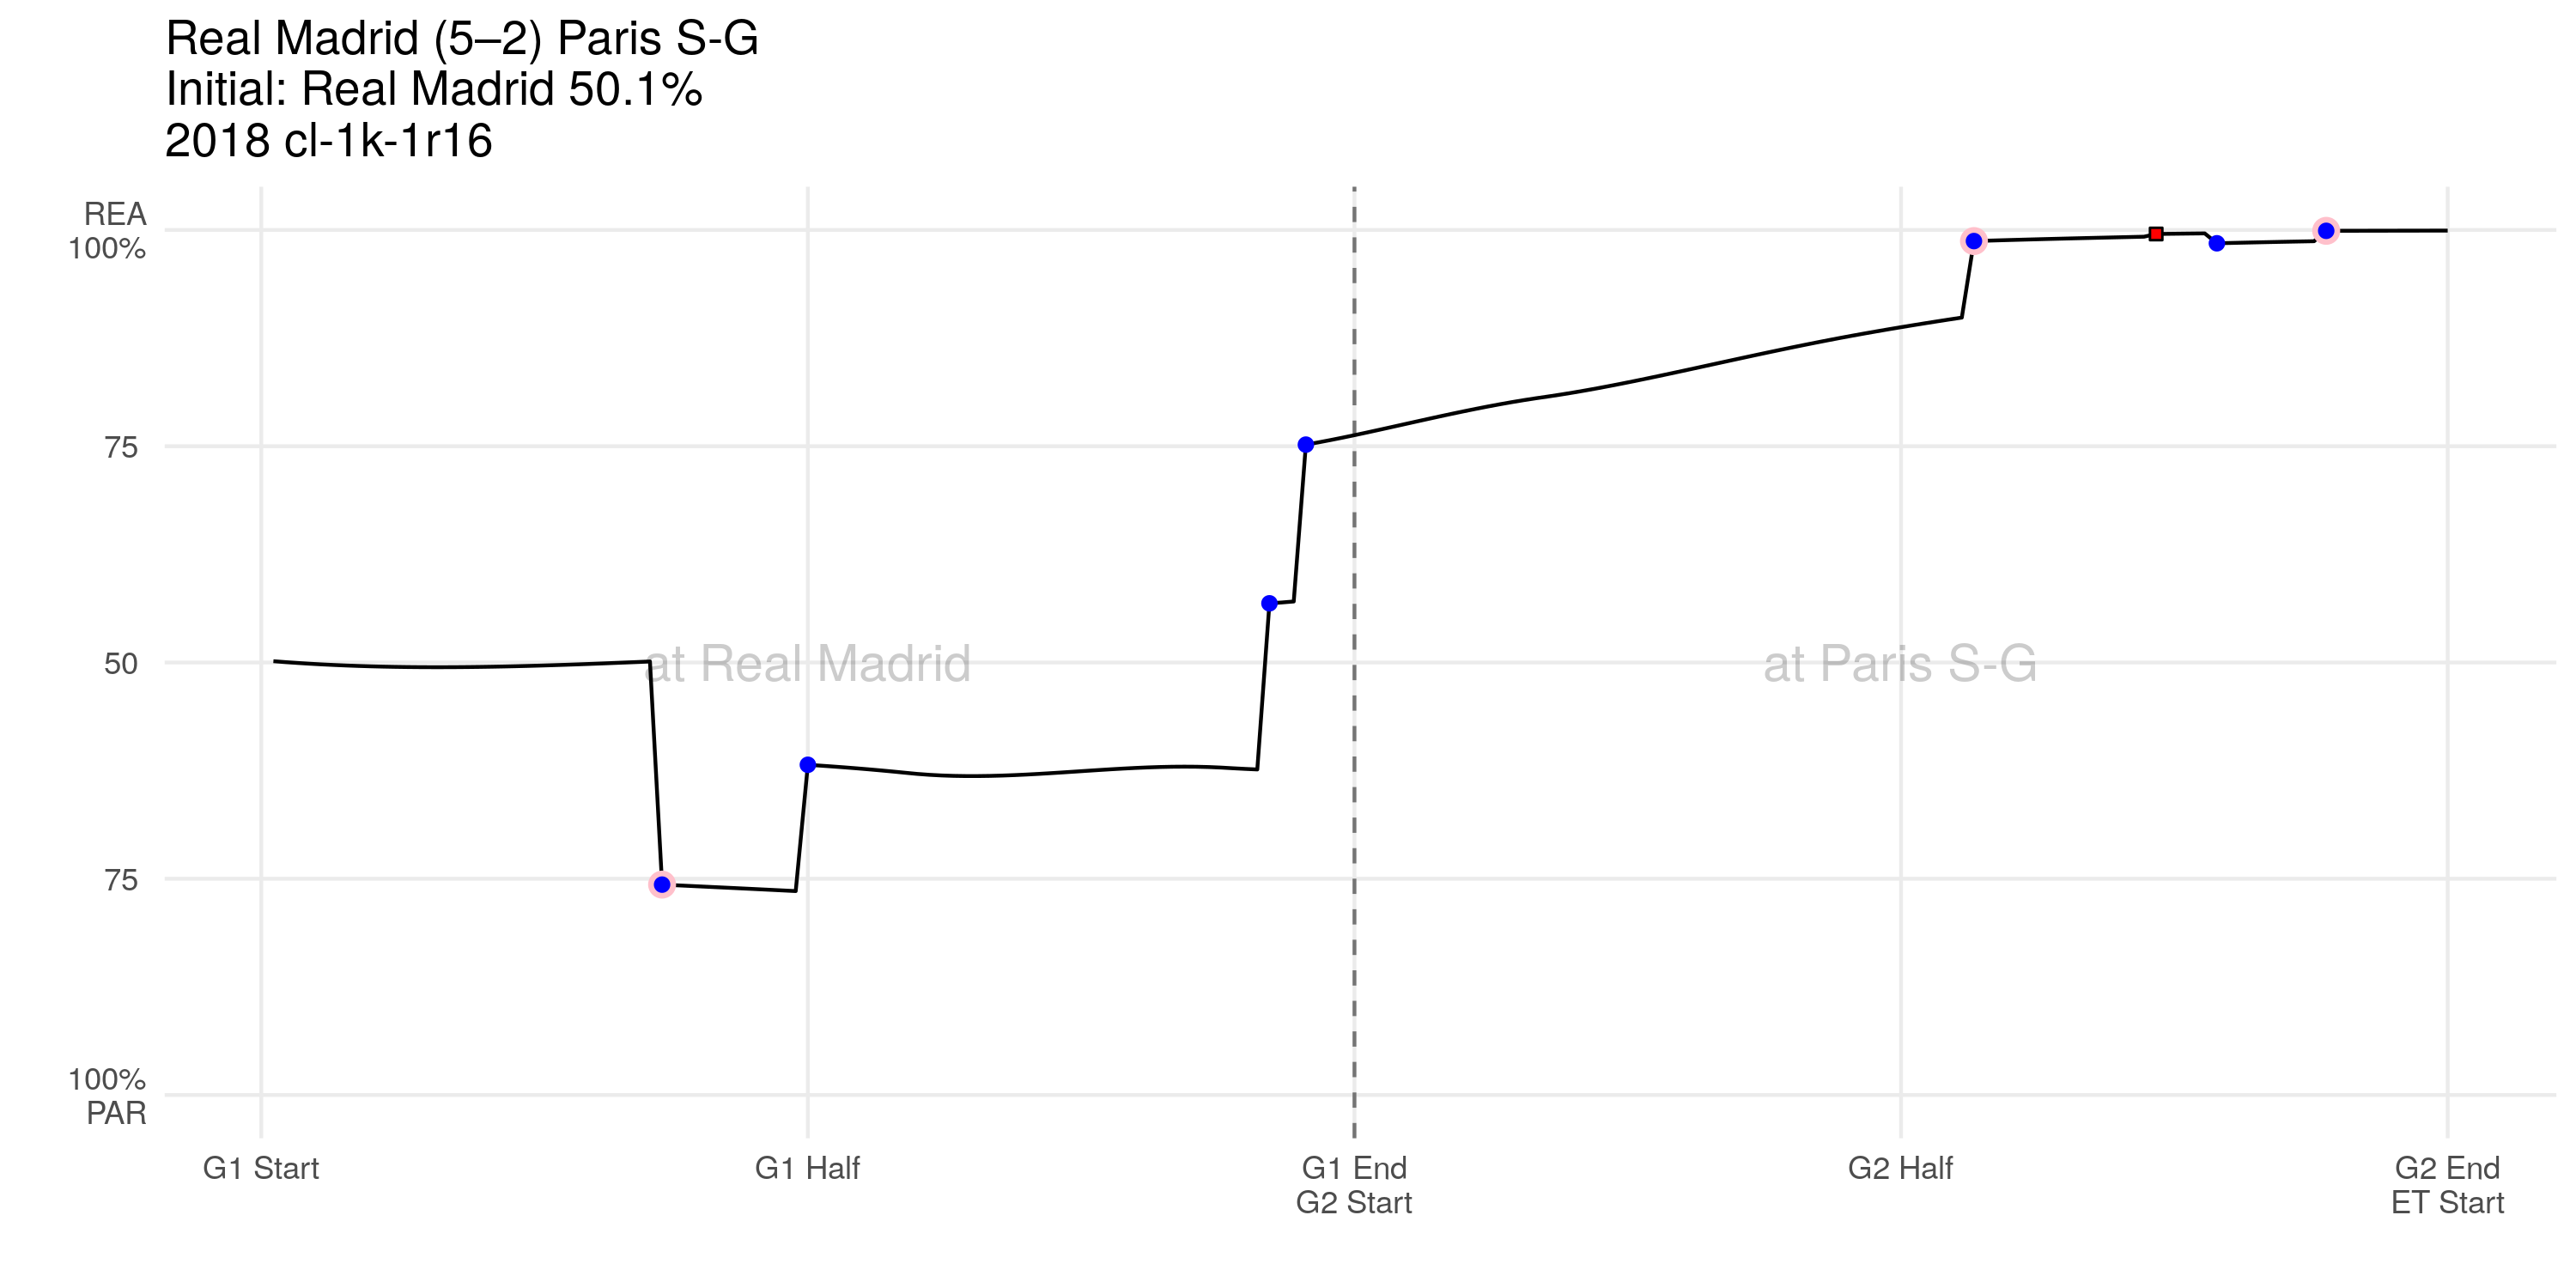 Real Madrid (5–2) Paris S-G
Initial: Real Madrid 50.1%
2018 cl-1k-1r16
REA
100%
75
50
at Real Madrid
at Paris S-G
75
100%
PAR
G1 Start
G1 Half
G1 End
G2 Start
G2 Half
G2 End
ET Start